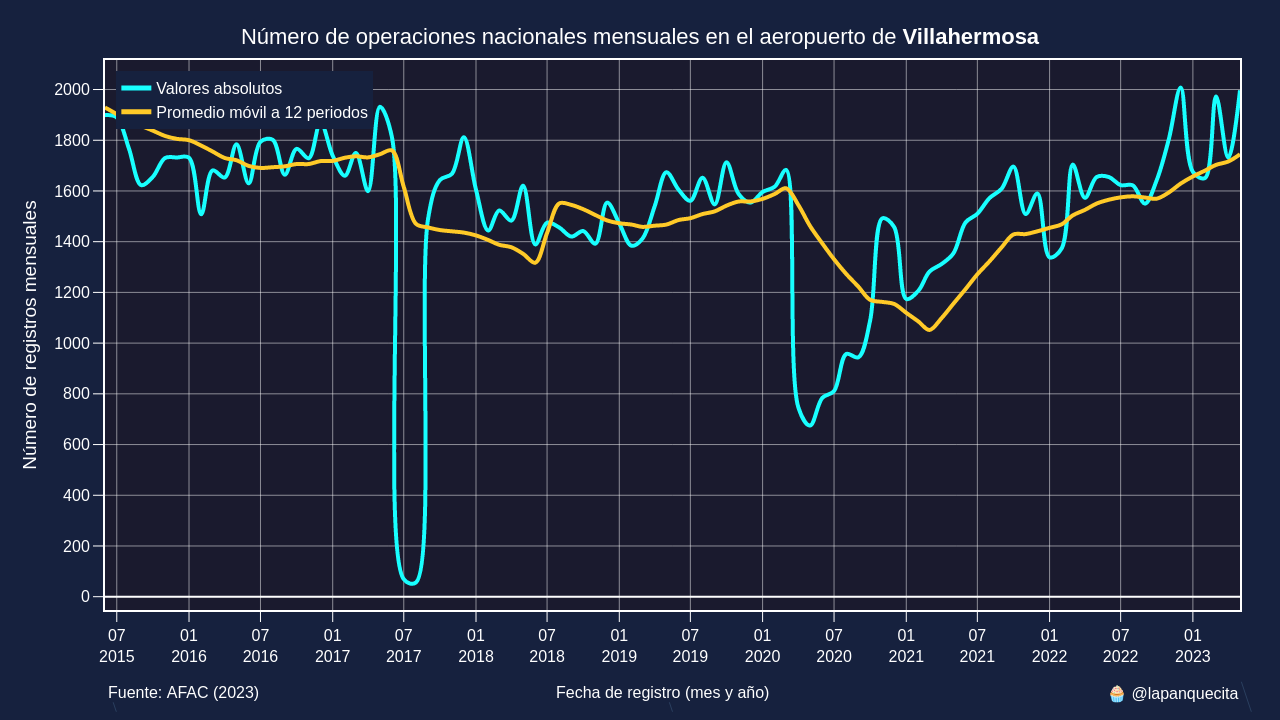 Número de operaciones nacionales mensuales en el aeropuerto de Villahermosa
Valores absolutos
Promedio móvil a 12 periodos
Número de registros mensuales
2000
1800
1600
1400
1200
1000
800
600
400
200
0
07 01 07 01 07 01 07 01 07 01 07 01 07 01 07 01
2015 2016 2016 2017 2017 2018 2018 2019 2019 2020 2020 2021 2021 2022 2022 2023
Fuente: AFAC (2023) Fecha de registro (mes y año) 🧁 @lapanquecita